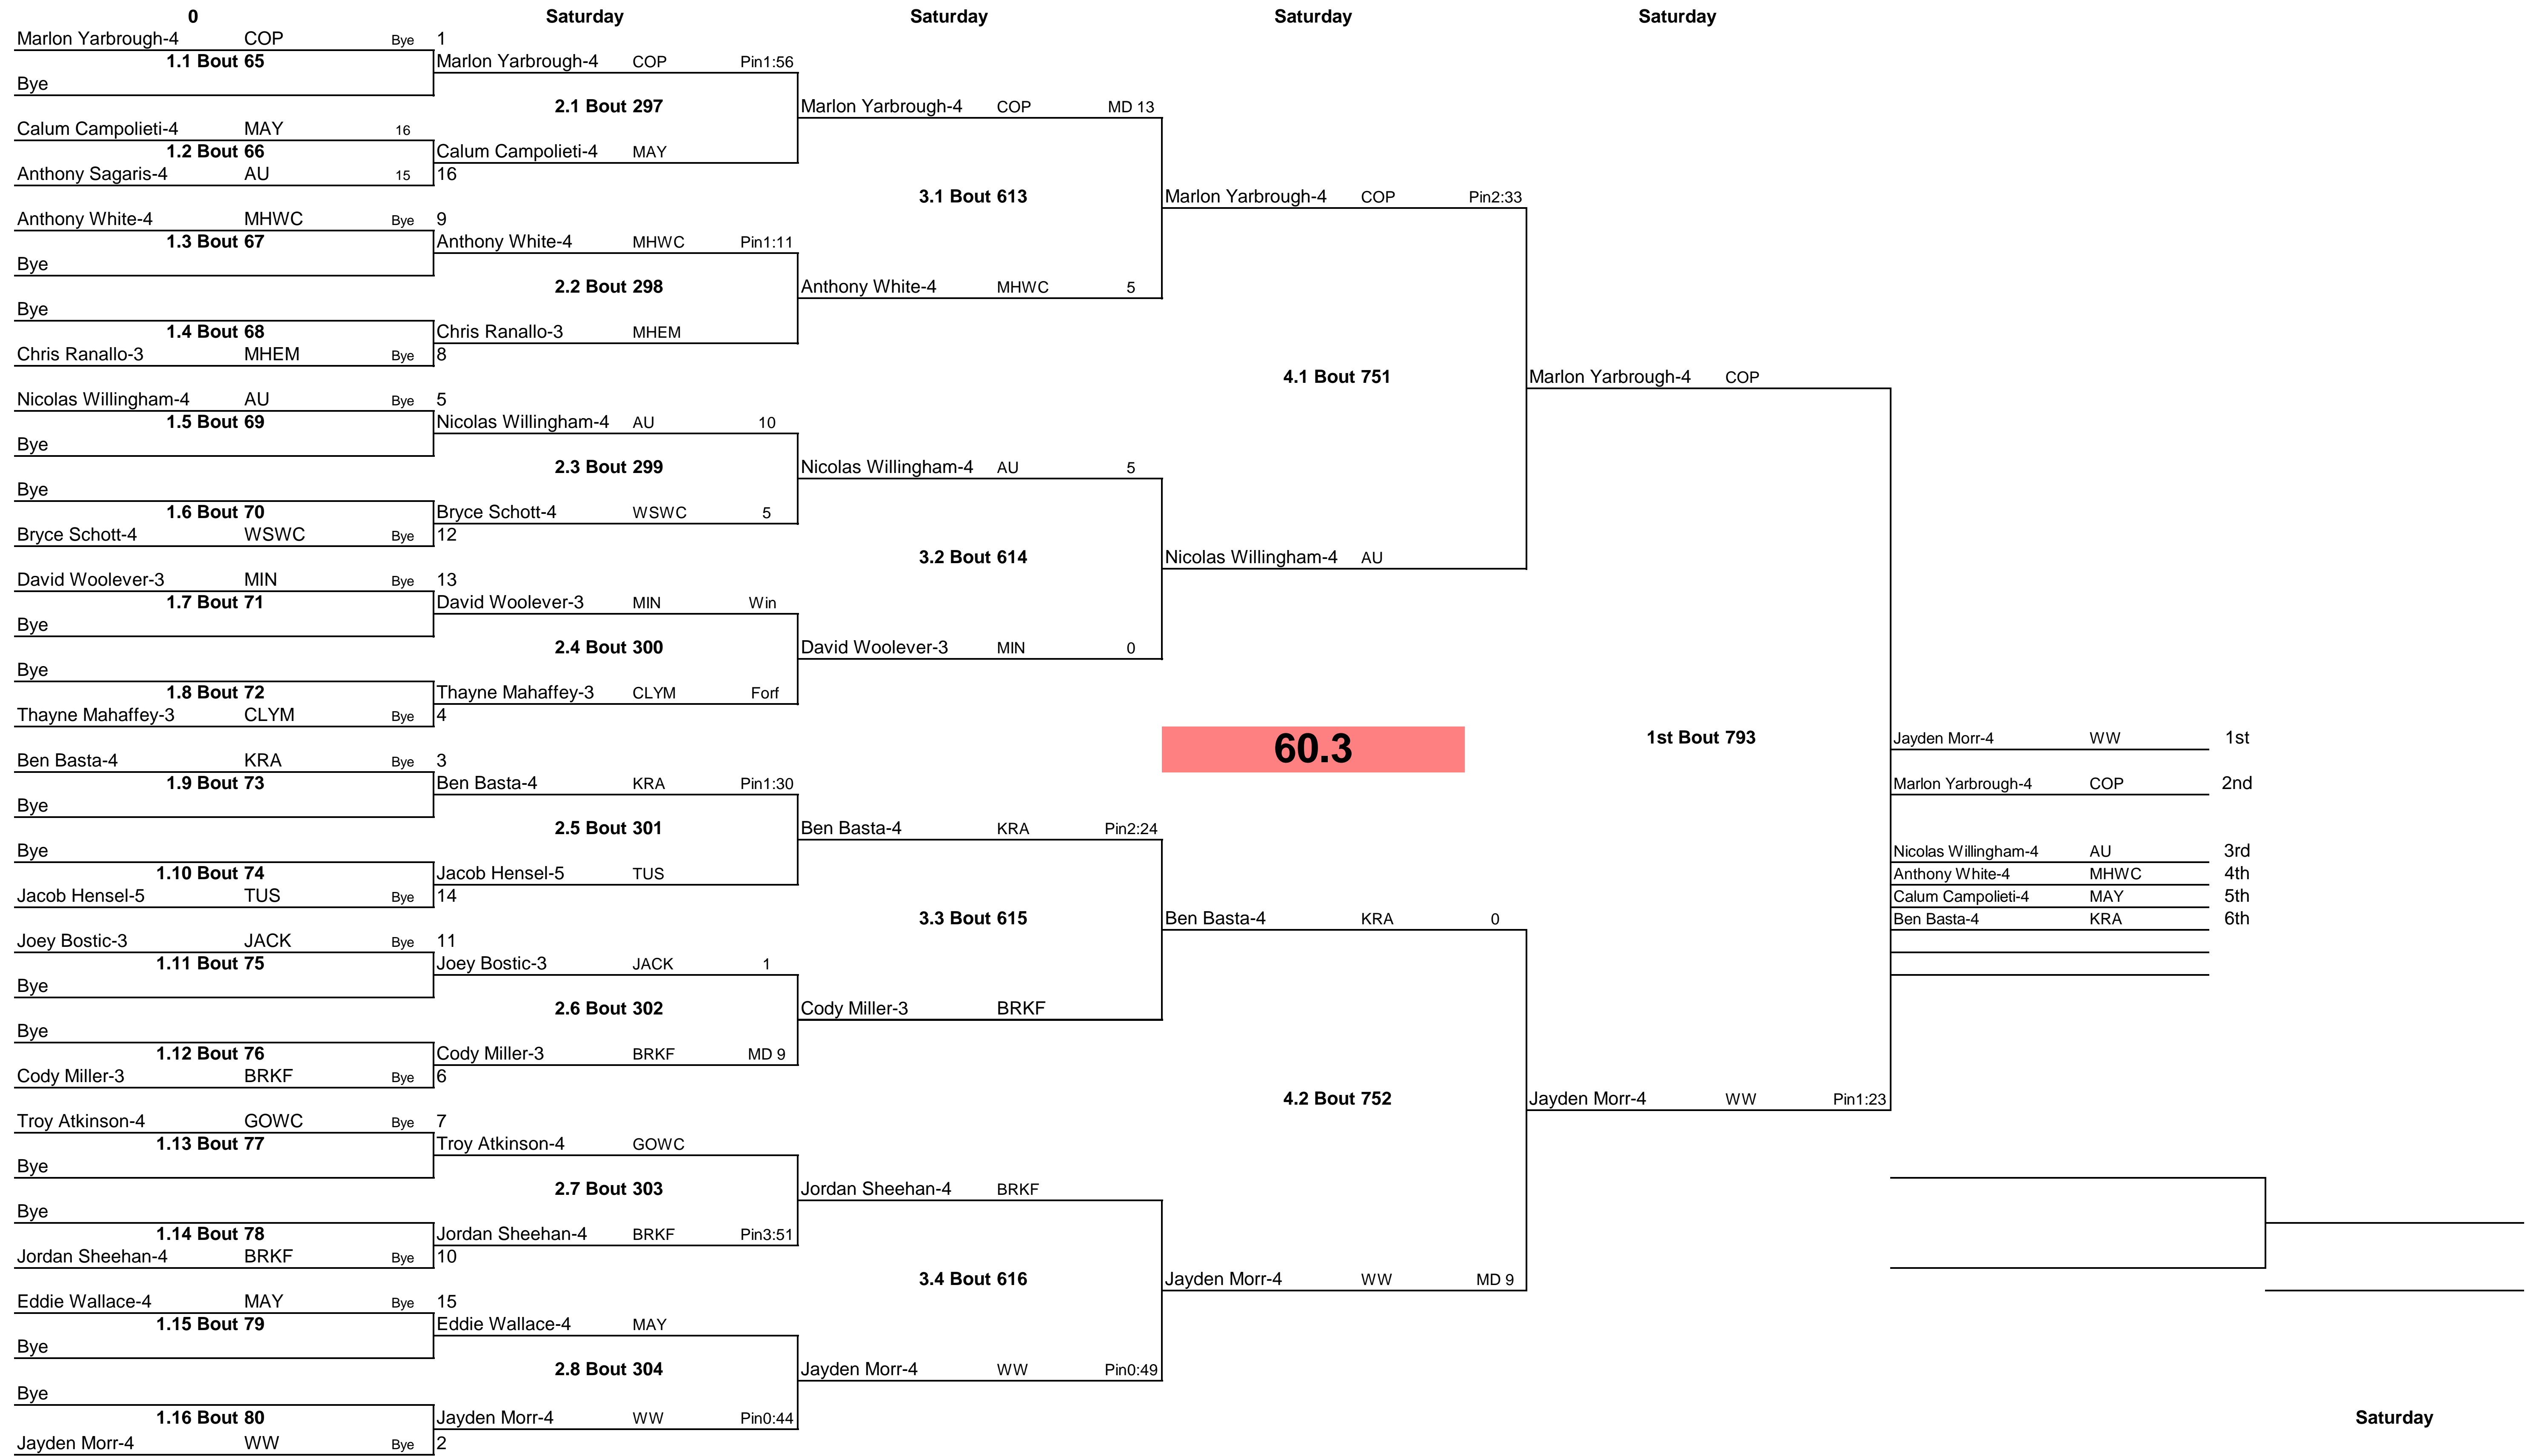 0 Saturday Saturday Saturday Saturday
Marlon Yarbrough-4 COP Bye 1
1.1 Bout 65 Marlon Yarbrough-4 COP Pin1:56
Bye
2.1 Bout 297 Marlon Yarbrough-4 COP MD 13
Calum Campolieti-4 MAY 16
1.2 Bout 66 Calum Campolieti-4 MAY
Anthony Sagaris-4 AU 15 16
3.1 Bout 613 Marlon Yarbrough-4 COP Pin2:33
Anthony White-4 MHWC Bye 9
1.3 Bout 67 Anthony White-4 MHWC Pin1:11
Bye
2.2 Bout 298 Anthony White-4 MHWC 5
Bye
1.4 Bout 68 Chris Ranallo-3 MHEM
Chris Ranallo-3 MHEM Bye 8
4.1 Bout 751 Marlon Yarbrough-4 COP
Nicolas Willingham-4 AU Bye 5
1.5 Bout 69 Nicolas Willingham-4 AU 10
Bye
2.3 Bout 299 Nicolas Willingham-4 AU 5
Bye
1.6 Bout 70 Bryce Schott-4 WSWC 5
Bryce Schott-4 WSWC Bye 12
3.2 Bout 614 Nicolas Willingham-4 AU
David Woolever-3 MIN Bye 13
1.7 Bout 71 David Woolever-3 MIN Win
Bye
2.4 Bout 300 David Woolever-3 MIN 0
Bye
1.8 Bout 72 Thayne Mahaffey-3 CLYM Forf
Thayne Mahaffey-3 CLYM Bye 4
60.3 1st Bout 793 Jayden Morr-4 WW 1st
Ben Basta-4 KRA Bye 3
1.9 Bout 73 Ben Basta-4 KRA Pin1:30 Marlon Yarbrough-4 COP 2nd
Bye
2.5 Bout 301 Ben Basta-4 KRA Pin2:24
Bye Nicolas Willingham-4 AU 3rd
1.10 Bout 74 Jacob Hensel-5 TUS Anthony White-4 MHWC 4th
Jacob Hensel-5 TUS Bye 14 Calum Campolieti-4 MAY 5th
3.3 Bout 615 Ben Basta-4 KRA 0 Ben Basta-4 KRA 6th
Joey Bostic-3 JACK Bye 11
1.11 Bout 75 Joey Bostic-3 JACK 1
Bye
2.6 Bout 302 Cody Miller-3 BRKF
Bye
1.12 Bout 76 Cody Miller-3 BRKF MD 9
Cody Miller-3 BRKF Bye 6
4.2 Bout 752 Jayden Morr-4 WW Pin1:23
Troy Atkinson-4 GOWC Bye 7
1.13 Bout 77 Troy Atkinson-4 GOWC
Bye
2.7 Bout 303 Jordan Sheehan-4 BRKF
Bye
1.14 Bout 78 Jordan Sheehan-4 BRKF Pin3:51
Jordan Sheehan-4 BRKF Bye 10
3.4 Bout 616 Jayden Morr-4 WW MD 9
Eddie Wallace-4 MAY Bye 15
1.15 Bout 79 Eddie Wallace-4 MAY
Bye
2.8 Bout 304 Jayden Morr-4 WW Pin0:49
Bye
1.16 Bout 80 Jayden Morr-4 WW Pin0:44 Saturday
Jayden Morr-4 WW Bye 2